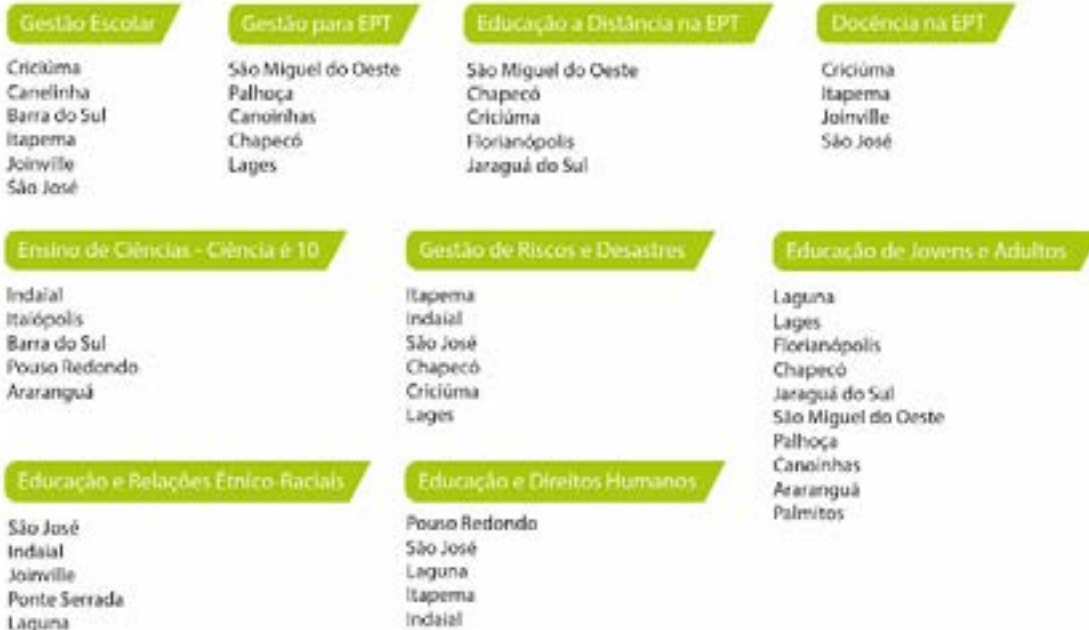 Gestão Escolar
Criciúma
Canelinha
Barra do Sul
Itapema
Joinville
São José
Gestão para EPT
São Miguel do Oeste
Palhoça
Canoinhas
Chapecó
Lages
Educação a Distância na EPT
São Miguel do Oeste
Chapecó
Criciúma
Florianópolis
Jaraguá do Sul
Docência na EPT
Criciúma
Itapema
Joinville
São José
Ensino de Ciências - Ciência é 10
Indaial
Itaiópolis
Barra do Sul
Pouso Redondo
Araranguá
Gestão de Riscos e Desastres
Itapema
Indaial
São José
Chapecó
Criciúma
Lages
Educação de Jovens e Adultos
Laguna
Lages
Florianópolis
Chapecó
Jaraguá do Sul
São Miguel do Oeste
Palhoça
Canoinhas
Araranguá
Palmitos
Educação e Relações Étnico-Raciais
São José
Indaial
Joinville
Ponte Serrada
Laguna
Educação e Direitos Humanos
Pouso Redondo
São José
Laguna
Itapema
Indaial